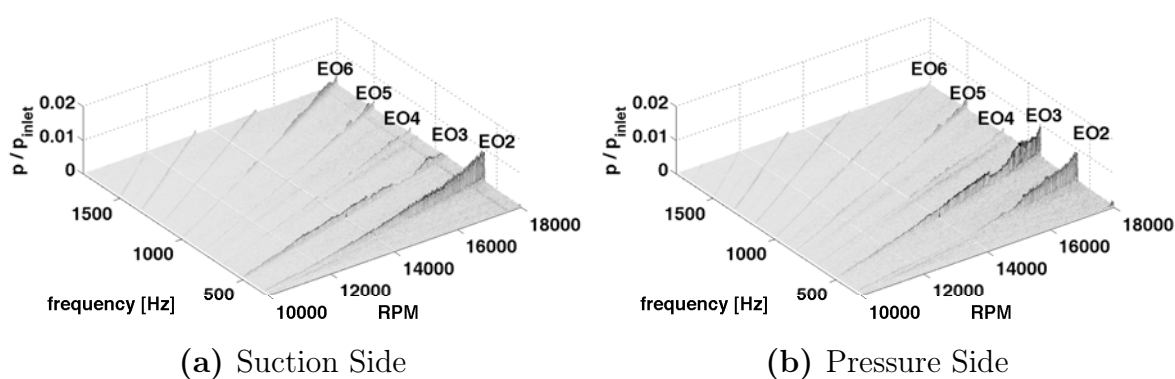 EO6
EO5
EO4
EO3
EO2
0.02
0.01
0
p / p_inlet
1500
1000
500
frequency [Hz]
10000
12000
14000
16000
18000
RPM
(a) Suction Side
EO6
EO5
EO4
EO3
EO2
0.02
0.01
0
p / p_inlet
1500
1000
500
frequency [Hz]
10000
12000
14000
16000
18000
RPM
(b) Pressure Side